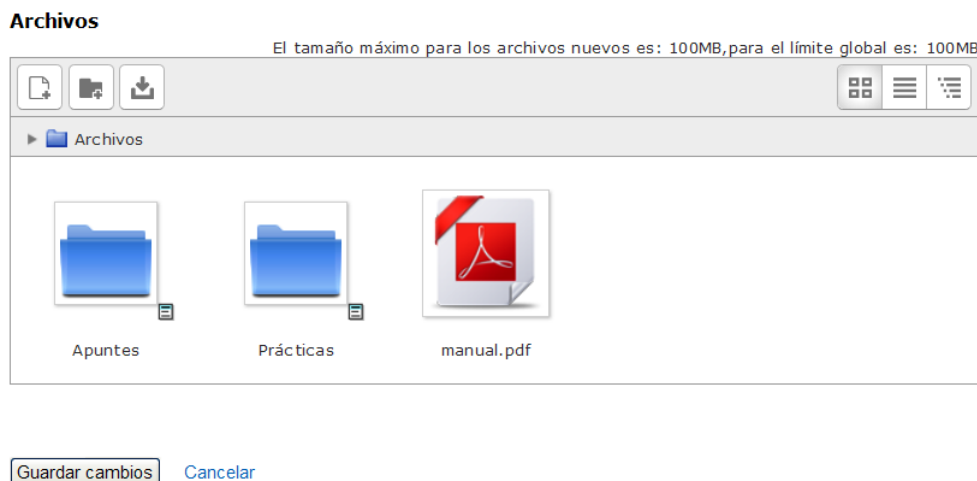 Archivos
El tamaño máximo para los archivos nuevos es: 100MB,para el límite global es: 100MB
Archivos
Apuntes Prácticas manual.pdf
Guardar cambios Cancelar